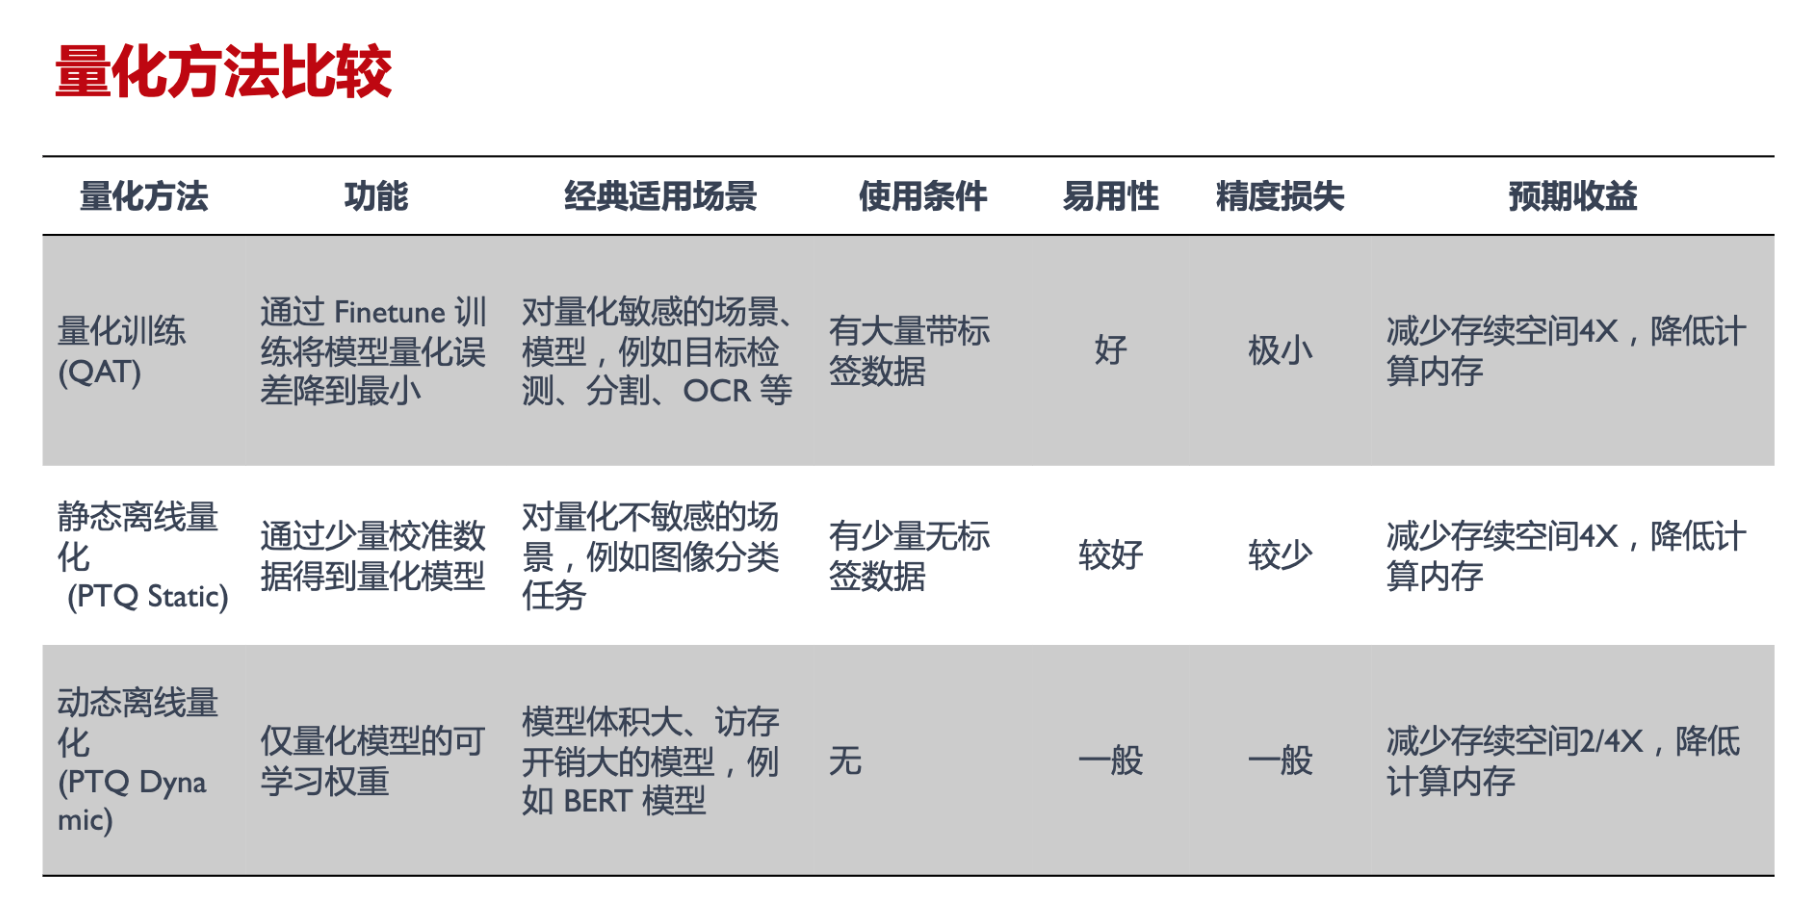 量化方法比较
量化方法 功能 经典适用场景 使用条件 易用性 精度损失 预期收益
量化训练
(QAT)
通过 Finetune 训
练将模型量化误
差降到最小
对量化敏感的场景、
模型，例如目标检
测、分割、OCR 等
有大量带标
签数据
好
极小
减少存续空间4X，降低计
算内存
静态离线量
化
(PTQ Static)
通过少量校准数
据得到量化模型
对量化不敏感的场
景，例如图像分类
任务
有少量无标
签数据
较好
较少
减少存续空间4X，降低计
算内存
动态离线量
化
(PTQ Dyna
mic)
仅量化模型的可
学习权重
模型体积大、访存
开销大的模型，例
如 BERT 模型
无
一般
一般
减少存续空间2/4X，降低
计算内存